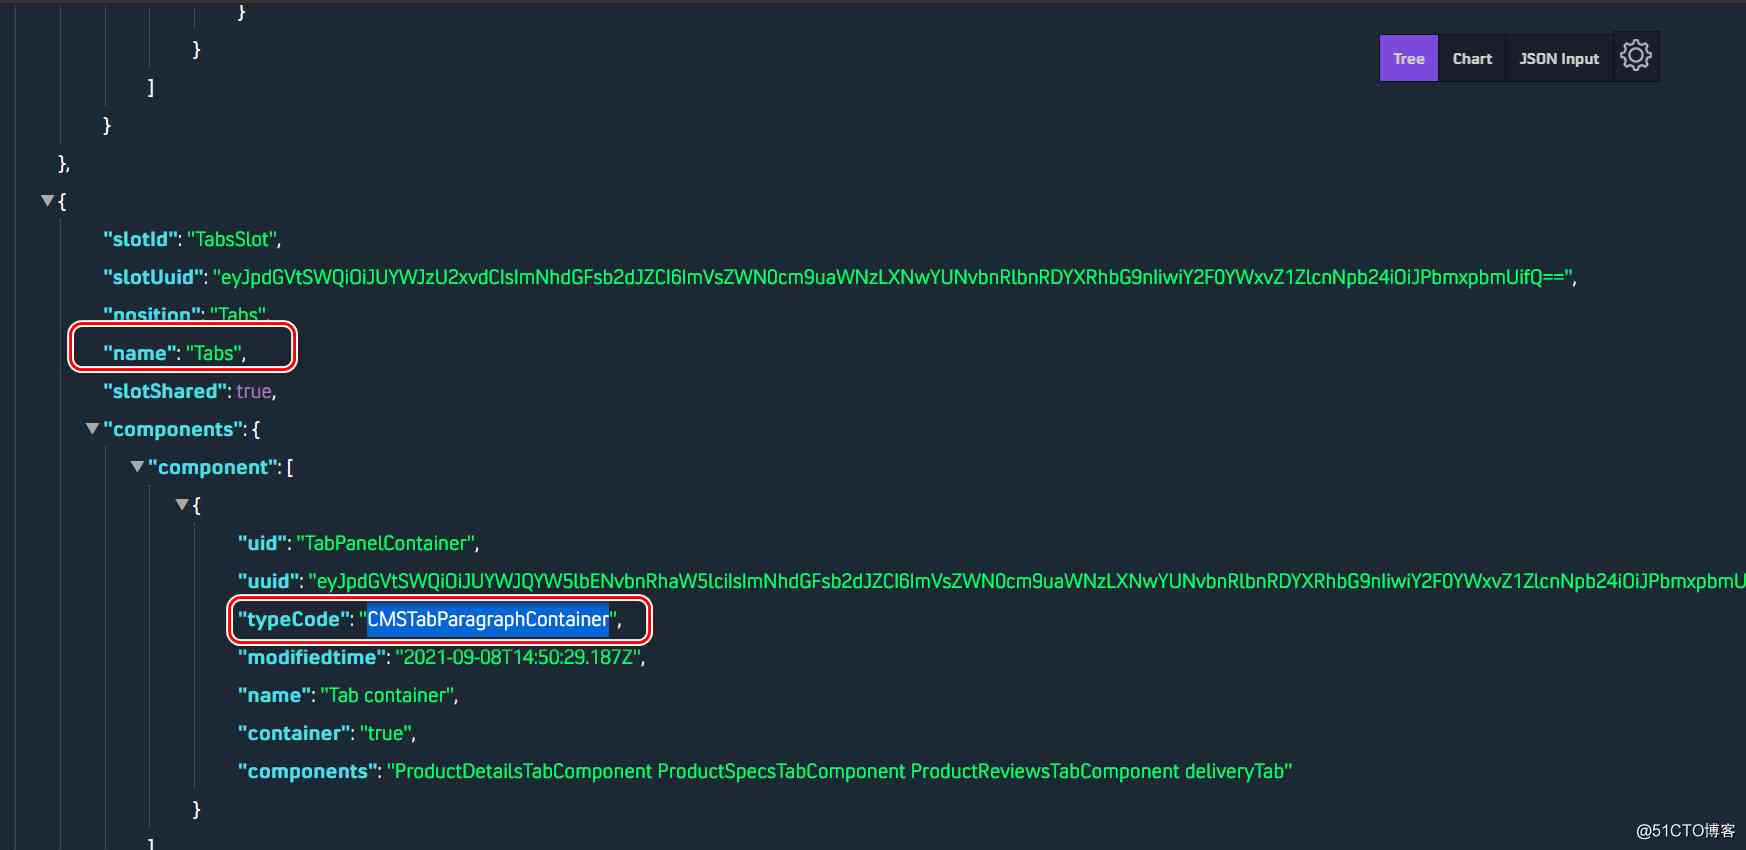 }
}
]
}
},
Tree Chart JSON Input
{
"slotId": "TabsSlot",
"slotUuid": "eyJpdGVtSWQiOiJUYWJzU2xvdCIsImNhdGFsb2dJZCI6ImVsZWN0cm9uaWNzLXNwYUNvbnRlbnRDYXRhbG9nIiwiY2F0YWxvZ1ZlcnNpb24iOiJPbmxpbmUifQ==",
"position": "Tabs",
"name": "Tabs",
"slotShared": true,
"components": {
"component": [
{
"uid": "TabPanelContainer",
"uuid": "eyJpdGVtSWQiOiJUYWJQYW5lbENvbnRhaW5lciIsImNhdGFsb2dJZCI6ImVsZWN0cm9uaWNzLXNwYUNvbnRlbnRDYXRhbG9nIiwiY2F0YWxvZ1ZlcnNpb24iOiJPbmxpbmU
"typeCode": "CMSTabParagraphContainer",
"modifiedtime": "2021-09-08T14:50:29.187Z",
"name": "Tab container",
"container": "true",
"components": "ProductDetailsTabComponent ProductSpecsTabComponent ProductReviewsTabComponent deliveryTab"
}
]
@51CTO博客